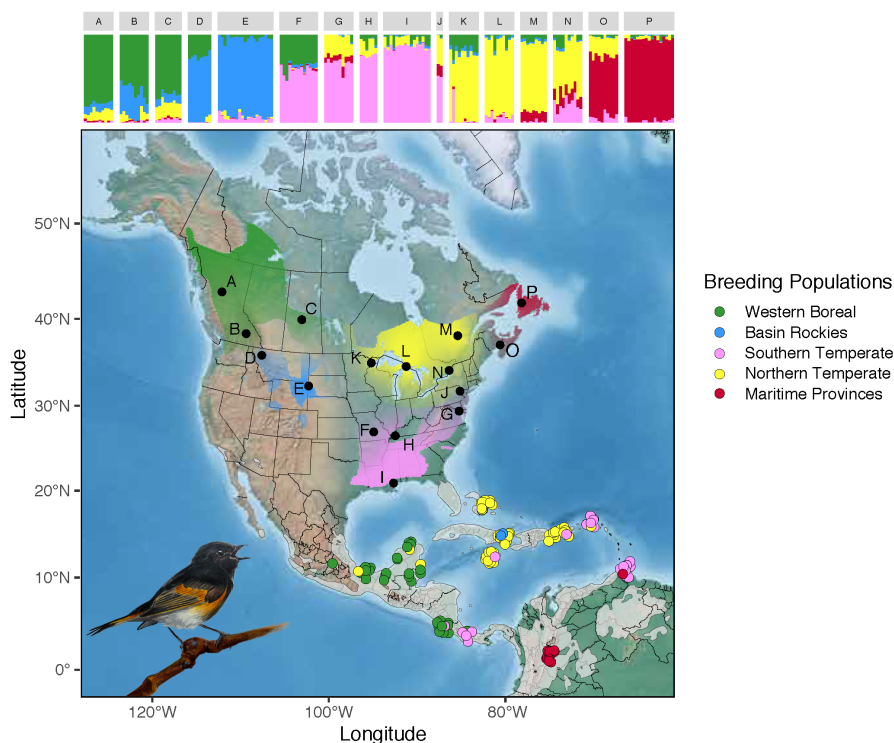 A B C D E F G H I J K L M N O P
50°N
40°N
30°N
20°N
10°N
0°
Latitude
A
B
C
D
E
F
G
H
I
J
K
L
M
N
O
P
120°W 100°W 80°W
Longitude
Breeding Populations
Western Boreal
Basin Rockies
Southern Temperate
Northern Temperate
Maritime Provinces